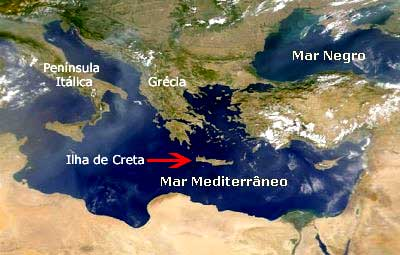 Mar Negro
Península
Itálica
Grécia
Ilha de Creta
Mar Mediterrâneo